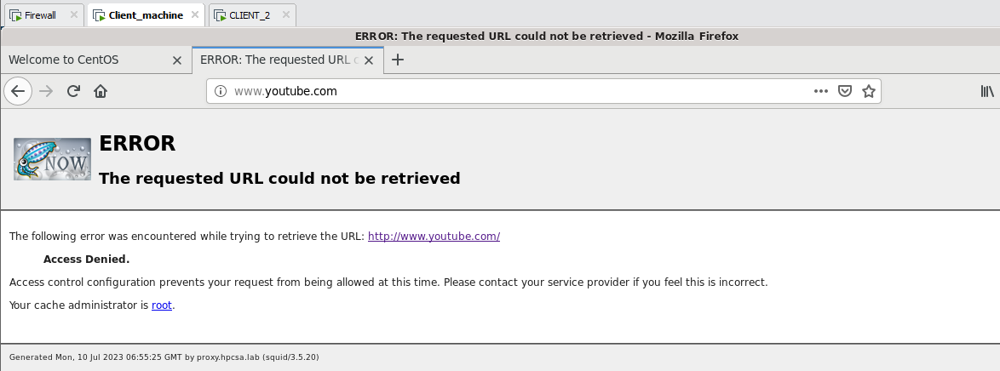 Firewall Client_machine CLIENT_2
ERROR: The requested URL could not be retrieved - Mozilla Firefox
Welcome to CentOS ERROR: The requested URL c
www.youtube.com
NOW
ERROR
The requested URL could not be retrieved
The following error was encountered while trying to retrieve the URL: http://www.youtube.com/
Access Denied.
Access control configuration prevents your request from being allowed at this time. Please contact your service provider if you feel this is incorrect.
Your cache administrator is root.
Generated Mon, 10 Jul 2023 06:55:25 GMT by proxy.hpcsa.lab (squid/3.5.20)